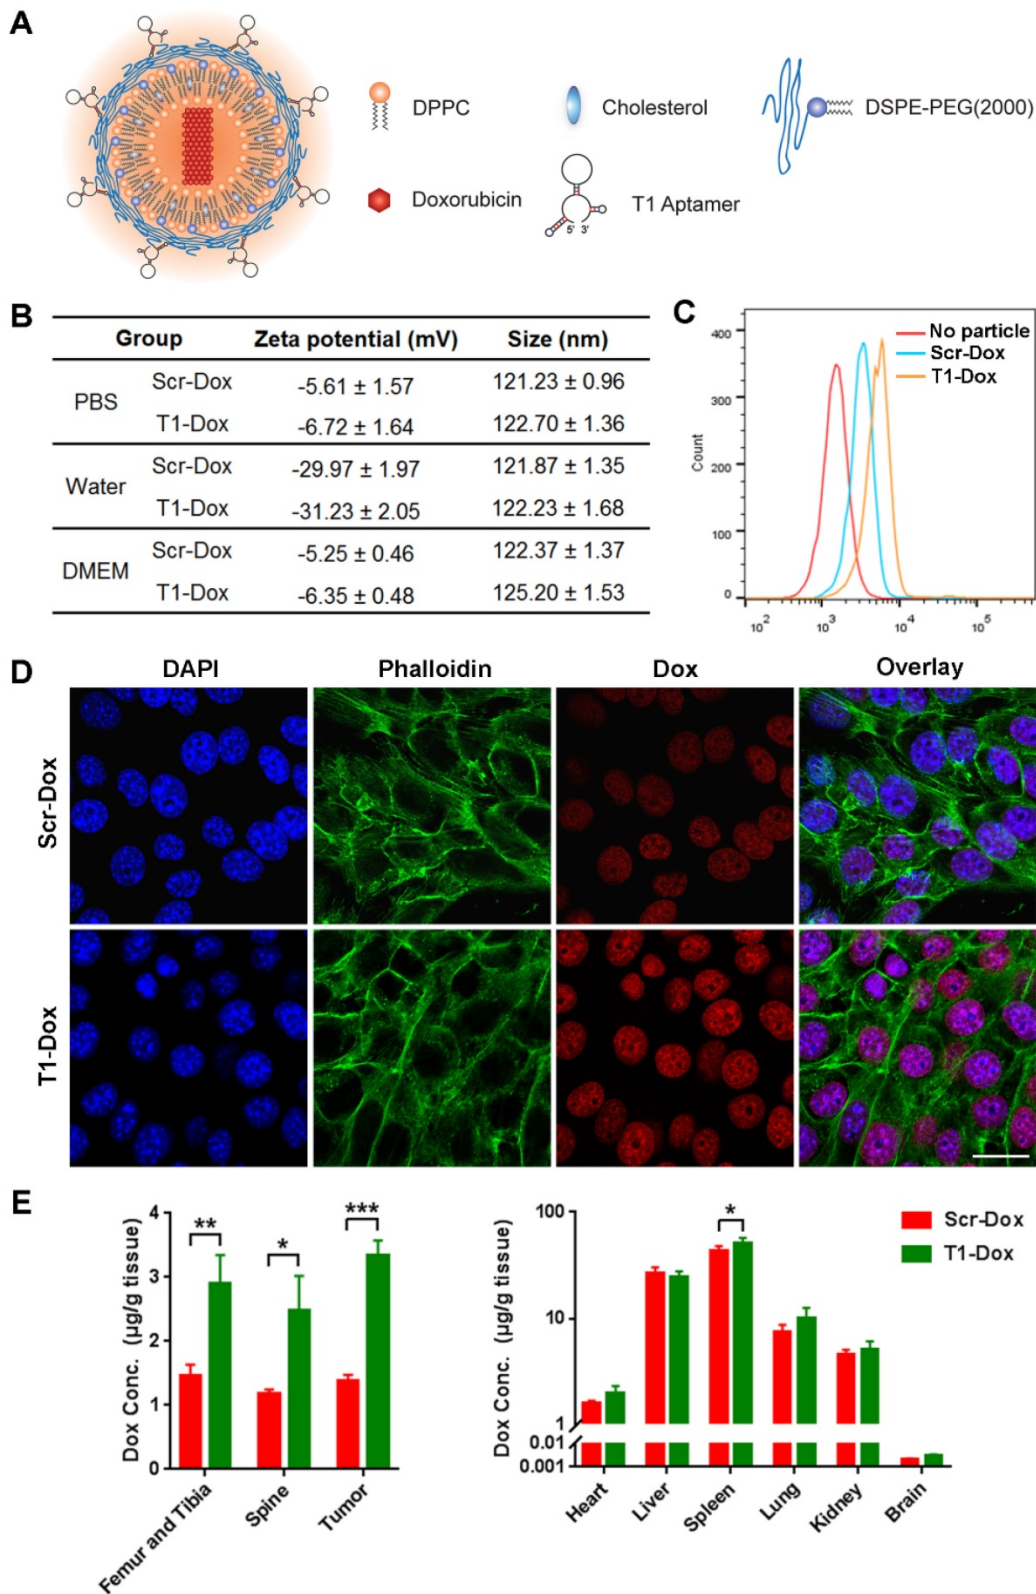 A
DPPC
Cholesterol
DSPE-PEG(2000)
Doxorubicin
5' 3'
T1 Aptamer
B
Group Zeta potential (mV) Size (nm)
PBS
Scr-Dox -5.61 ± 1.57 121.23 ± 0.96
T1-Dox -6.72 ± 1.64 122.70 ± 1.36
Water
Scr-Dox -29.97 ± 1.97 121.87 ± 1.35
T1-Dox -31.23 ± 2.05 122.23 ± 1.68
DMEM
Scr-Dox -5.25 ± 0.46 122.37 ± 1.37
T1-Dox -6.35 ± 0.48 125.20 ± 1.53
C
No particle
Scr-Dox
T1-Dox
Count
400
300
200
100
0
10² 10³ 10⁴ 10⁵
D
DAPI Phalloidin Dox Overlay
Scr-Dox
T1-Dox
E
Dox Conc. (µg/g tissue)
4
3
2
1
0
** * ***
Femur and Tibia
Spine
Tumor
Dox Conc. (µg/g tissue)
100
10
1
0.01
0.001
*
Scr-Dox
T1-Dox
Heart
Liver
Spleen
Lung
Kidney
Brain